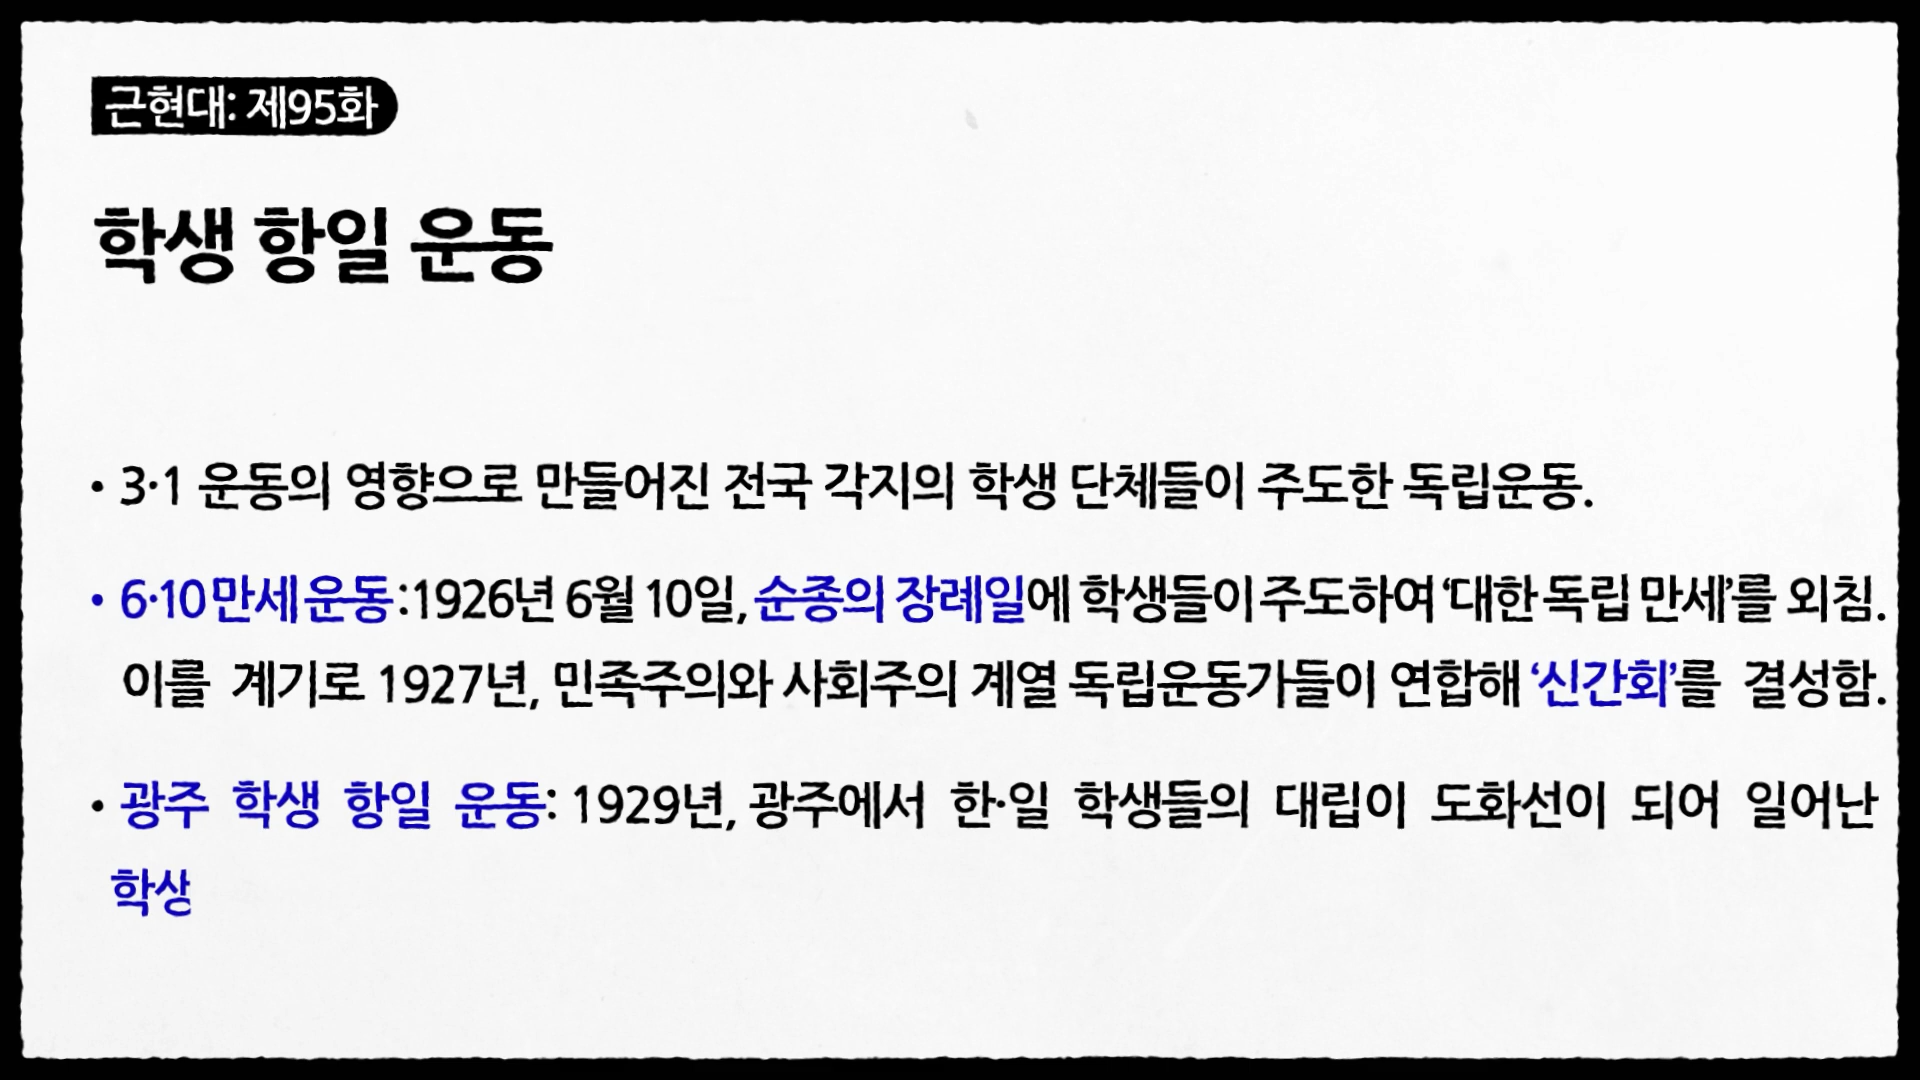 근현대: 제95화
학생 항일 운동
• 3·1 운동의 영향으로 만들어진 전국 각지의 학생 단체들이 주도한 독립운동.
• 6·10 만세 운동 : 1926년 6월 10일, 순종의 장례일에 학생들이 주도하여 ‘대한 독립 만세’를 외침.
이를 계기로 1927년, 민족주의와 사회주의 계열 독립운동가들이 연합해 ‘신간회’를 결성함.
• 광주 학생 항일 운동: 1929년, 광주에서 한·일 학생들의 대립이 도화선이 되어 일어난